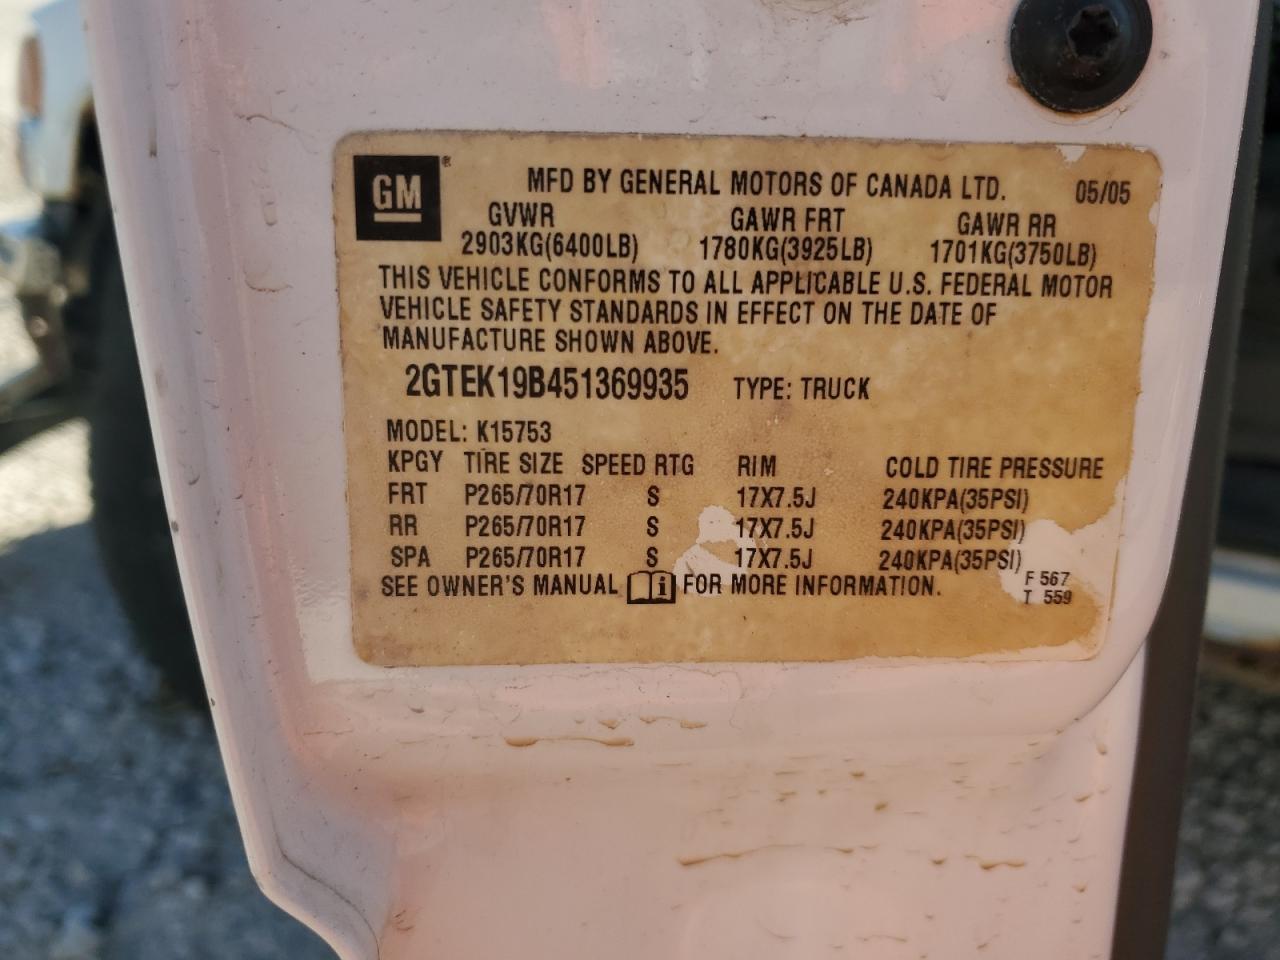 GM® MFD BY GENERAL MOTORS OF CANADA LTD. 05/05
GVWR GAWR FRT GAWR RR
2903KG(6400LB) 1780KG(3925LB) 1701KG(3750LB)
THIS VEHICLE CONFORMS TO ALL APPLICABLE U.S. FEDERAL MOTOR
VEHICLE SAFETY STANDARDS IN EFFECT ON THE DATE OF
MANUFACTURE SHOWN ABOVE.
2GTEK19B451369935 TYPE: TRUCK
MODEL: K15753
KPGY TIRE SIZE SPEED RTG RIM COLD TIRE PRESSURE
FRT P265/70R17 S 17X7.5J 240KPA(35PSI)
RR P265/70R17 S 17X7.5J 240KPA(35PSI)
SPA P265/70R17 S 17X7.5J 240KPA(35PSI)
SEE OWNER'S MANUAL i FOR MORE INFORMATION.
F 567
T 559